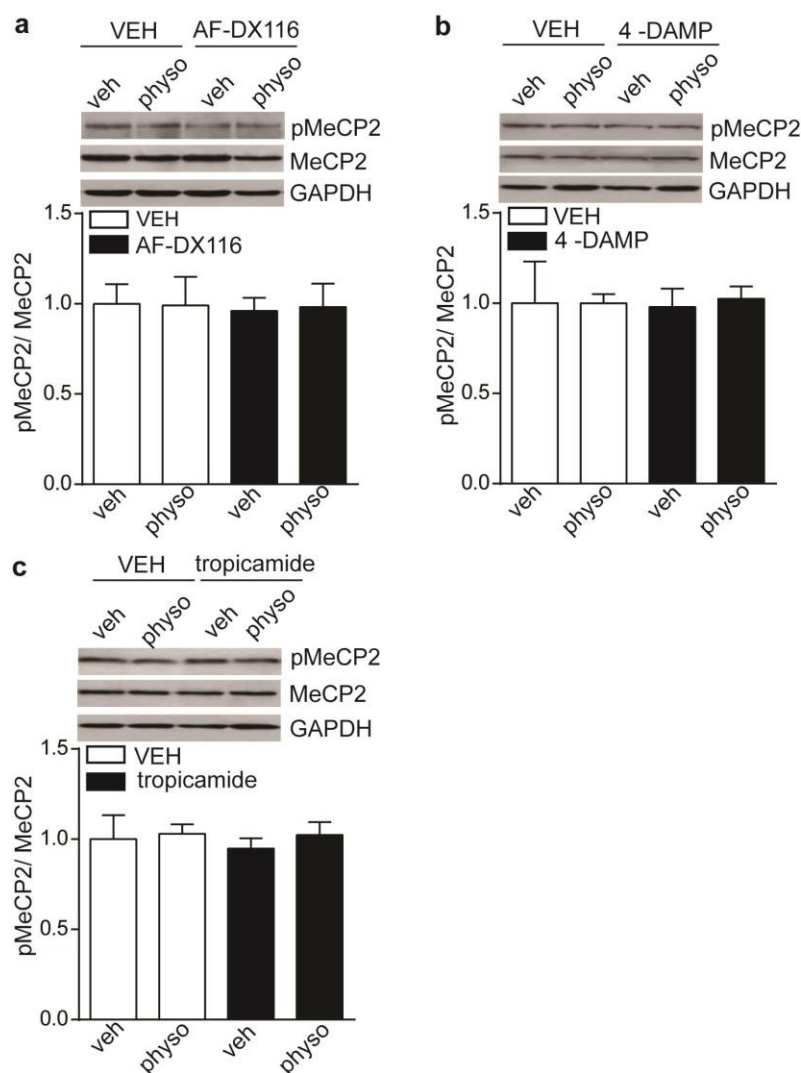 a
VEH AF-DX116
veh physo veh physo
pMeCP2
MeCP2
GAPDH
1.5
VEH
AF-DX116
1.0
pMeCP2/ MeCP2
0.5
0.0
veh physo veh physo
b
VEH 4 -DAMP
veh physo veh physo
pMeCP2
MeCP2
GAPDH
1.5
VEH
4 -DAMP
1.0
pMeCP2/ MeCP2
0.5
0.0
veh physo veh physo
c
VEH tropicamide
veh physo veh physo
pMeCP2
MeCP2
GAPDH
1.5
VEH
tropicamide
1.0
pMeCP2/ MeCP2
0.5
0.0
veh physo veh physo